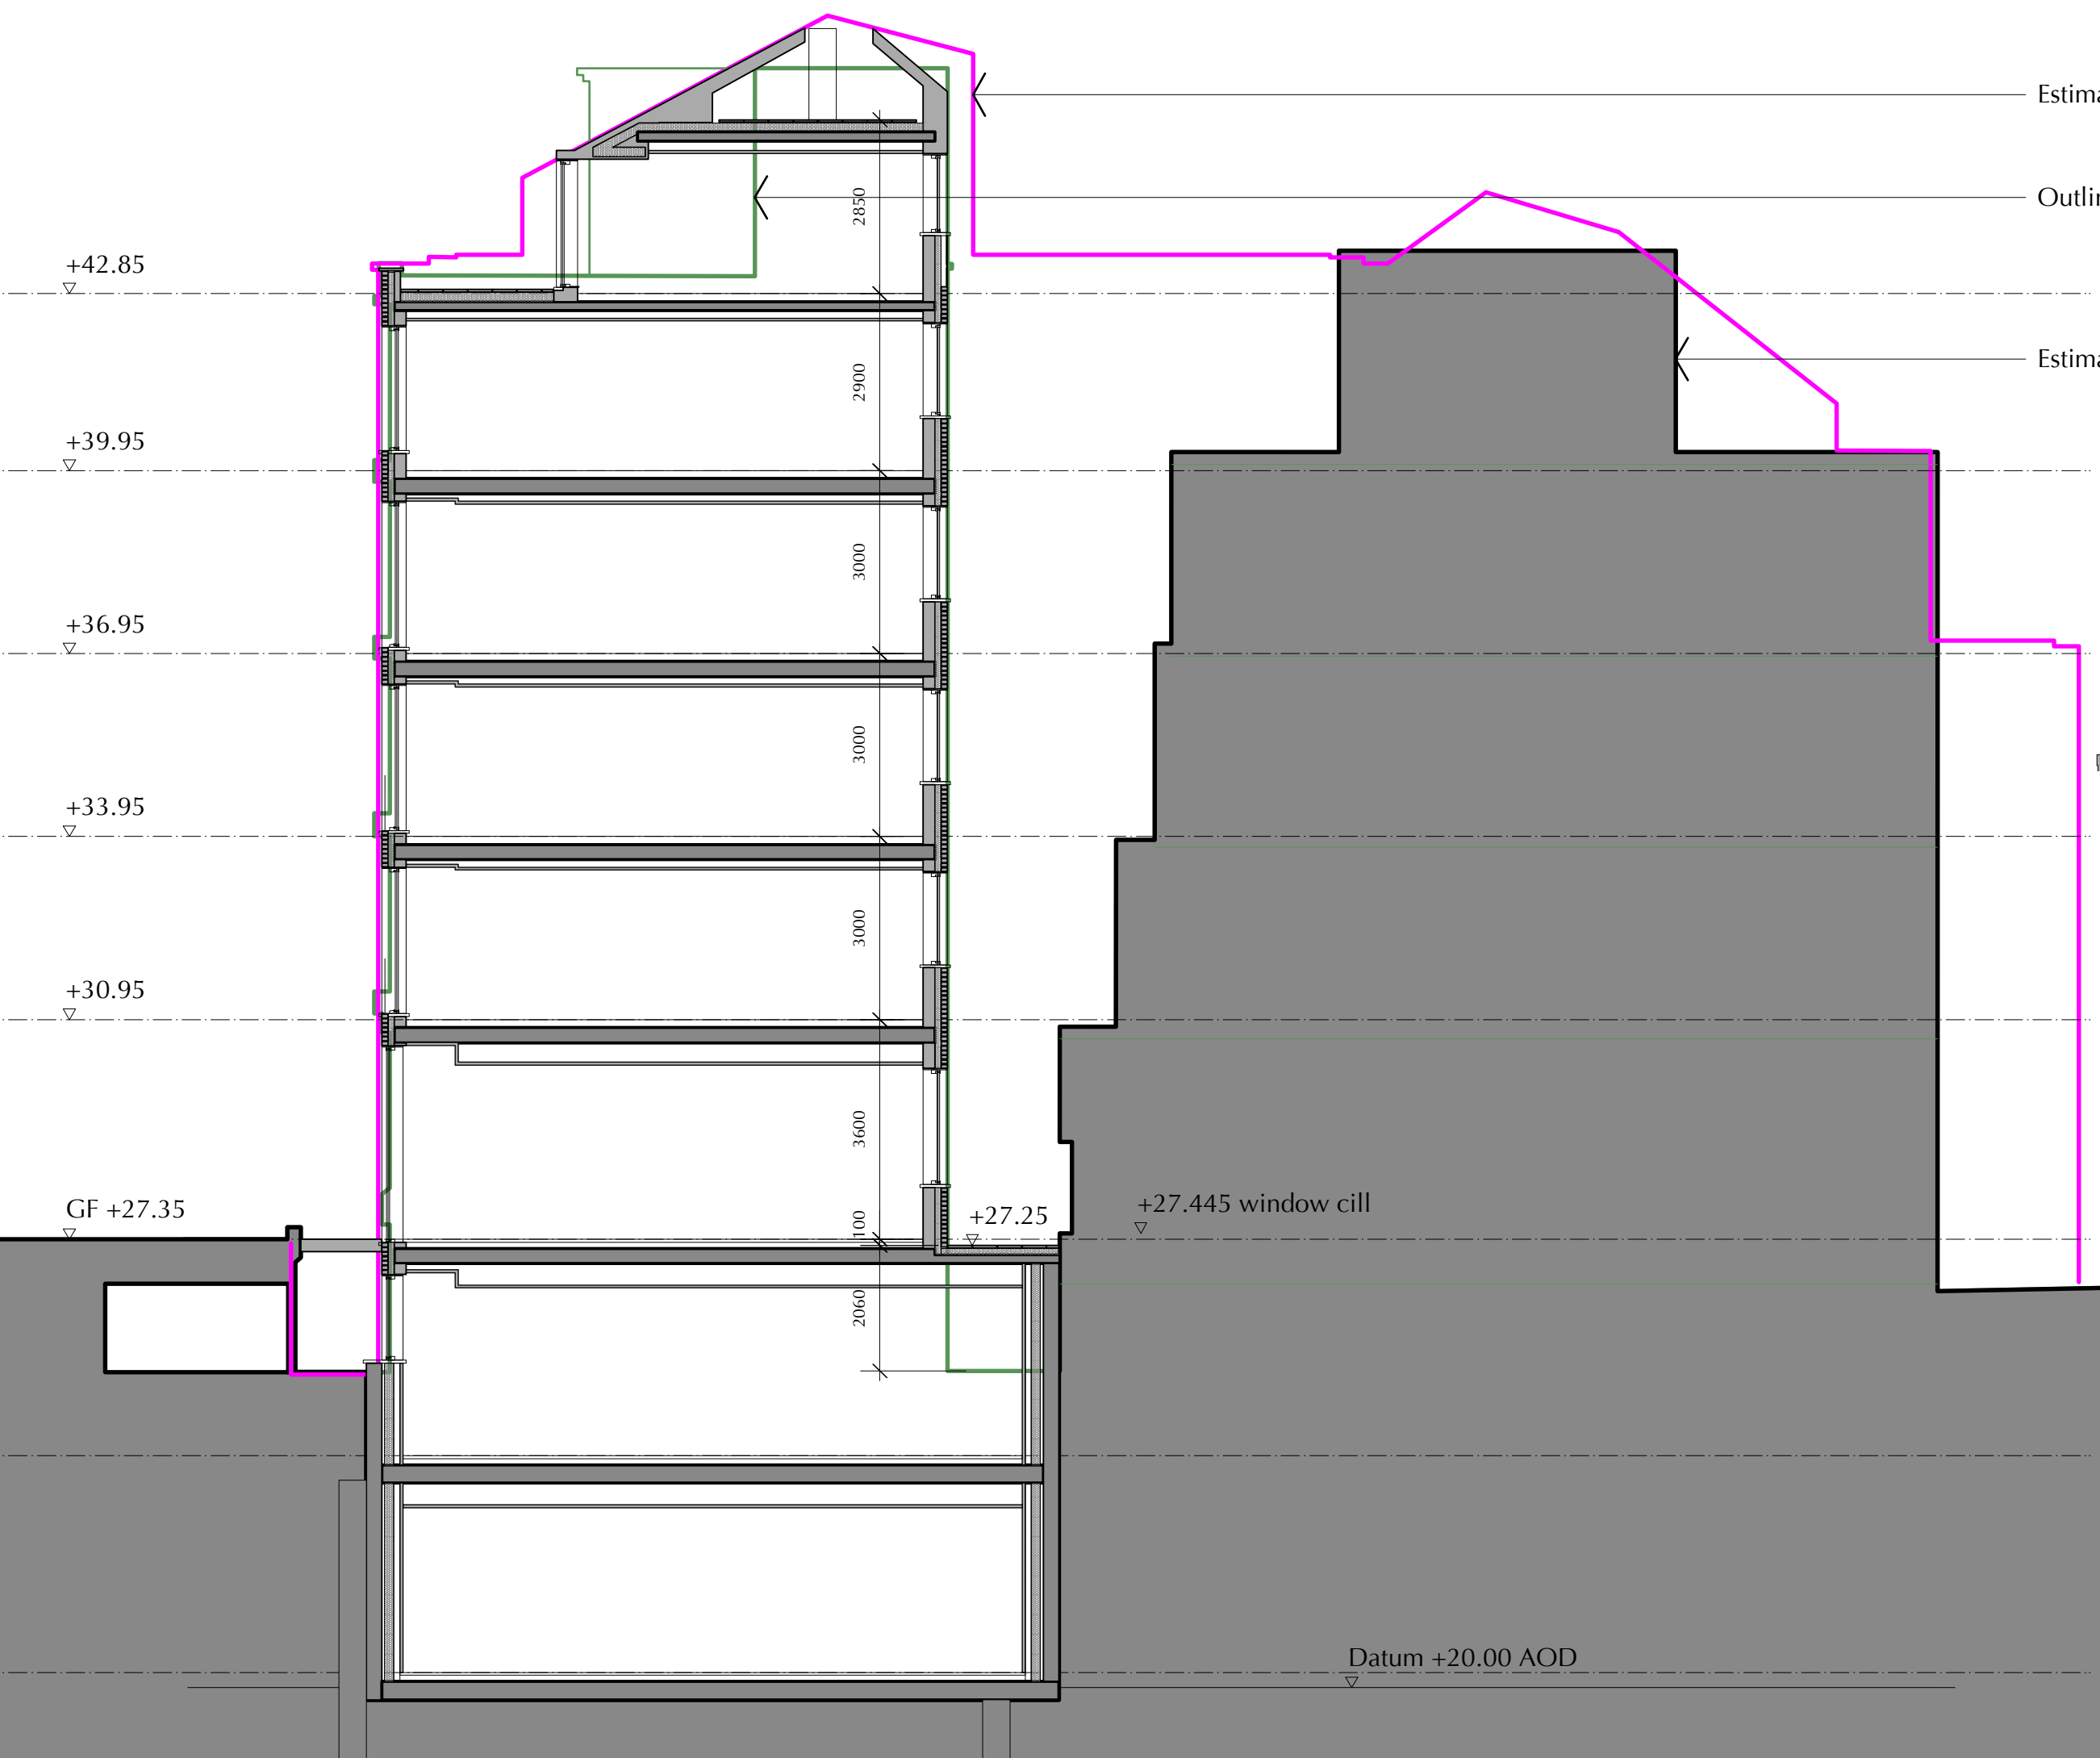 Estima
Outlin
2850
+42.85
Estima
2900
+39.95
3000
+36.95
3000
+33.95
3000
+30.95
3600
GF +27.35
100
+27.25
+27.445 window cill
2060
Datum +20.00 AOD